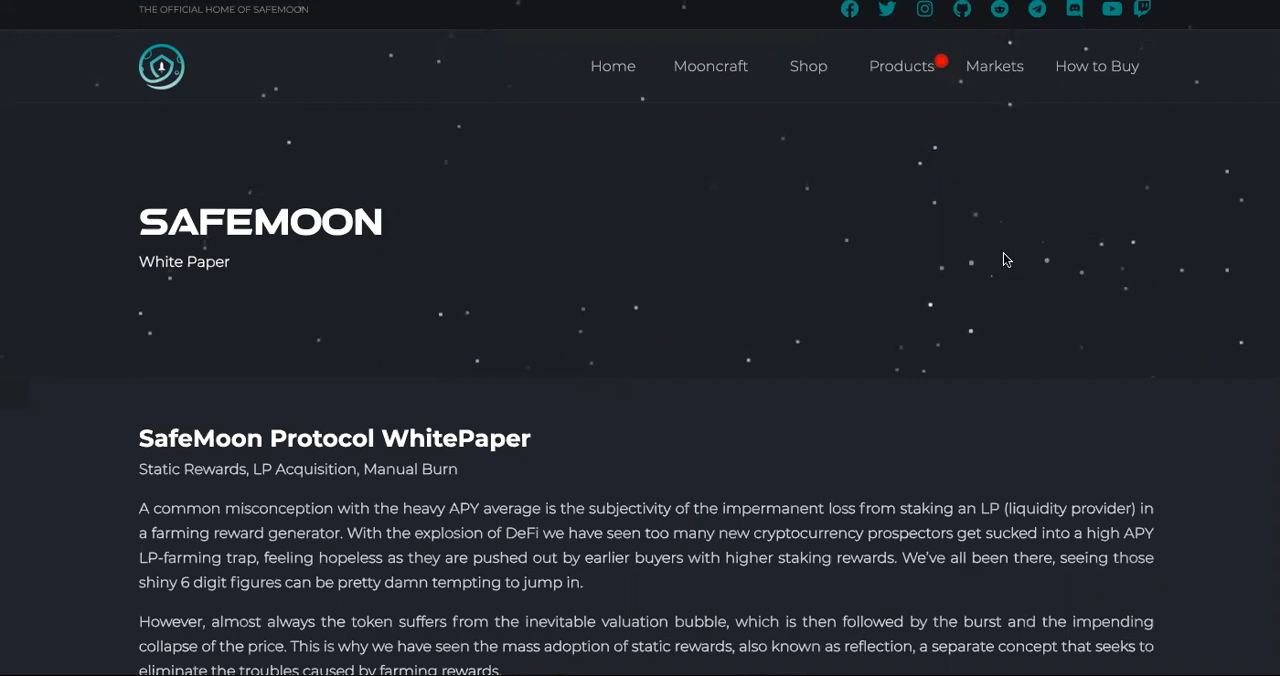 THE OFFICIAL HOME OF SAFEMOON
Home Mooncraft Shop Products Markets How to Buy
SAFEMOON
White Paper
SafeMoon Protocol WhitePaper
Static Rewards, LP Acquisition, Manual Burn
A common misconception with the heavy APY average is the subjectivity of the impermanent loss from staking an LP (liquidity provider) in
a farming reward generator. With the explosion of DeFi we have seen too many new cryptocurrency prospectors get sucked into a high APY
LP-farming trap, feeling hopeless as they are pushed out by earlier buyers with higher staking rewards. We’ve all been there, seeing those
shiny 6 digit figures can be pretty damn tempting to jump in.
However, almost always the token suffers from the inevitable valuation bubble, which is then followed by the burst and the impending
collapse of the price. This is why we have seen the mass adoption of static rewards, also known as reflection, a separate concept that seeks to
eliminate the troubles caused by farming rewards.